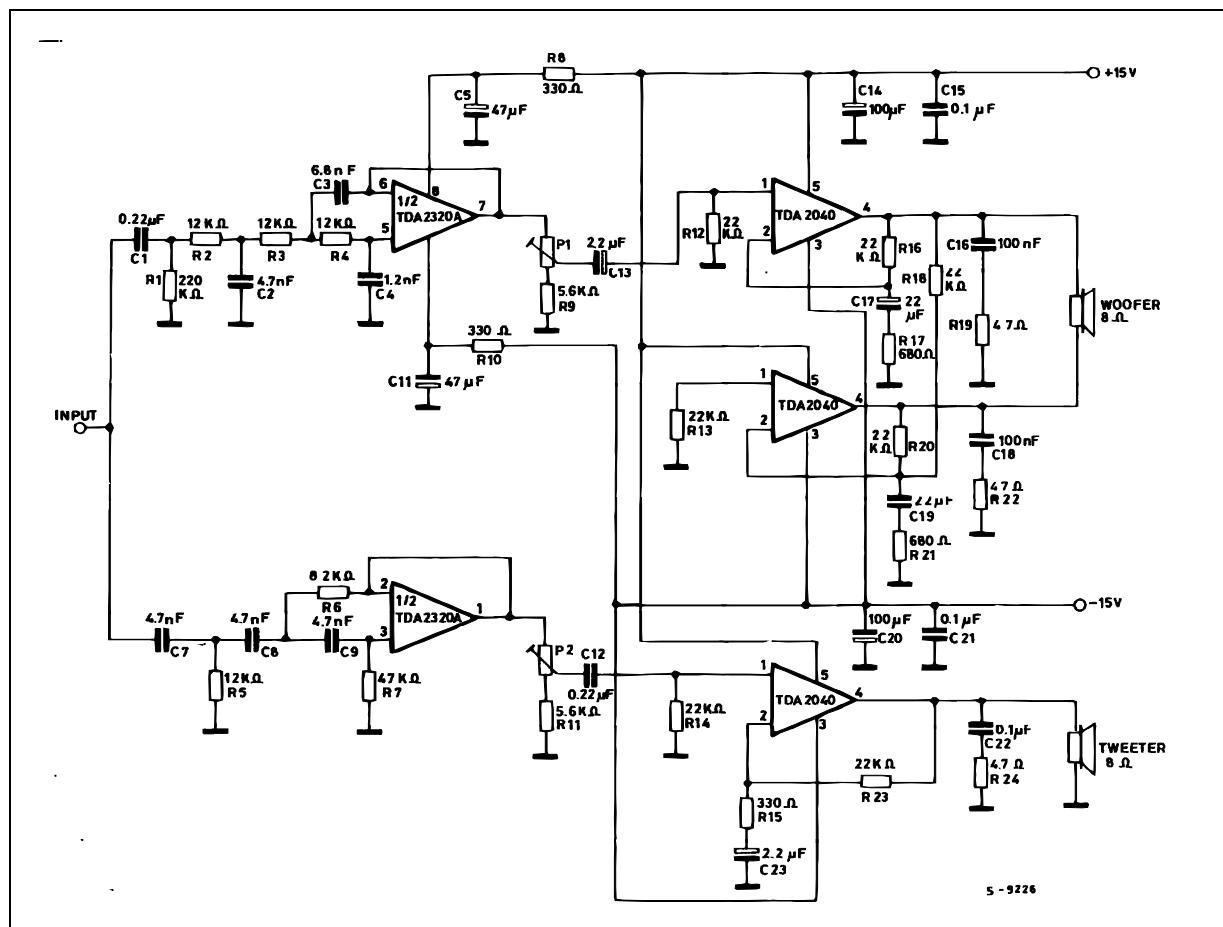 R8
330Ω
+15V
C5
47μF
C14
100μF
C15
0.1μF
6.8nF
C3
6
8
1/2
TDA2320A
7
5
0.22μF
C1
12KΩ
R2
12KΩ
R3
12KΩ
R4
R1
220
KΩ
4.7nF
C2
1.2nF
C4
P1
5.6KΩ
R9
2.2μF
C13
R12
22
KΩ
1
5
TDA2040
4
2
3
22
KΩ
R16
R18
22
KΩ
C16
100nF
C17
22
μF
R17
680Ω
R19
4.7Ω
WOOFER
8Ω
330Ω
R10
C11
47μF
INPUT
22KΩ
R13
1
5
TDA2040
4
2
3
22
KΩ
R20
100nF
C18
22μF
C19
4.7Ω
R22
680Ω
R21
-15V
100μF
C20
0.1μF
C21
8.2KΩ
R6
2
1/2
TDA2320A
1
3
4.7nF
C7
4.7nF
C8
4.7nF
C9
12KΩ
R5
47KΩ
R7
P2
5.6KΩ
R11
C12
0.22μF
22KΩ
R14
1
5
TDA2040
4
2
3
22KΩ
R23
330Ω
R15
2.2μF
C23
0.1μF
C22
4.7Ω
R24
TWEETER
8Ω
5-9226